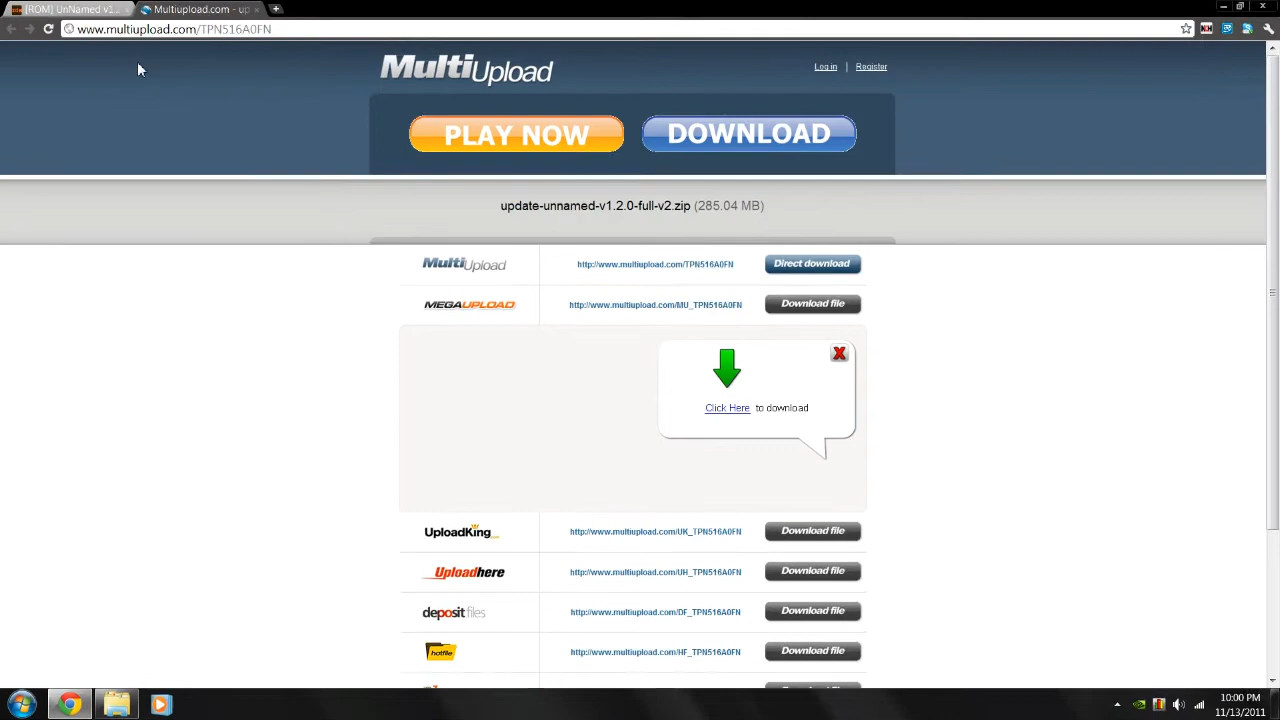 [ROM] UnNamed v1...
Multiupload.com - up
www.multiupload.com/TPN516A0FN
MultiUpload
Log in | Register
PLAY NOW
DOWNLOAD
update-unnamed-v1.2.0-full-v2.zip (285.04 MB)
MultiUpload http://www.multiupload.com/TPN516A0FN Direct download
MEGAUPLOAD http://www.multiupload.com/MU_TPN516A0FN Download file
X
Click Here to download
UploadKing http://www.multiupload.com/UK_TPN516A0FN Download file
Uploadhere http://www.multiupload.com/UH_TPN516A0FN Download file
depositfiles http://www.multiupload.com/DF_TPN516A0FN Download file
hotfile http://www.multiupload.com/HF_TPN516A0FN Download file
10:00 PM
11/13/2011